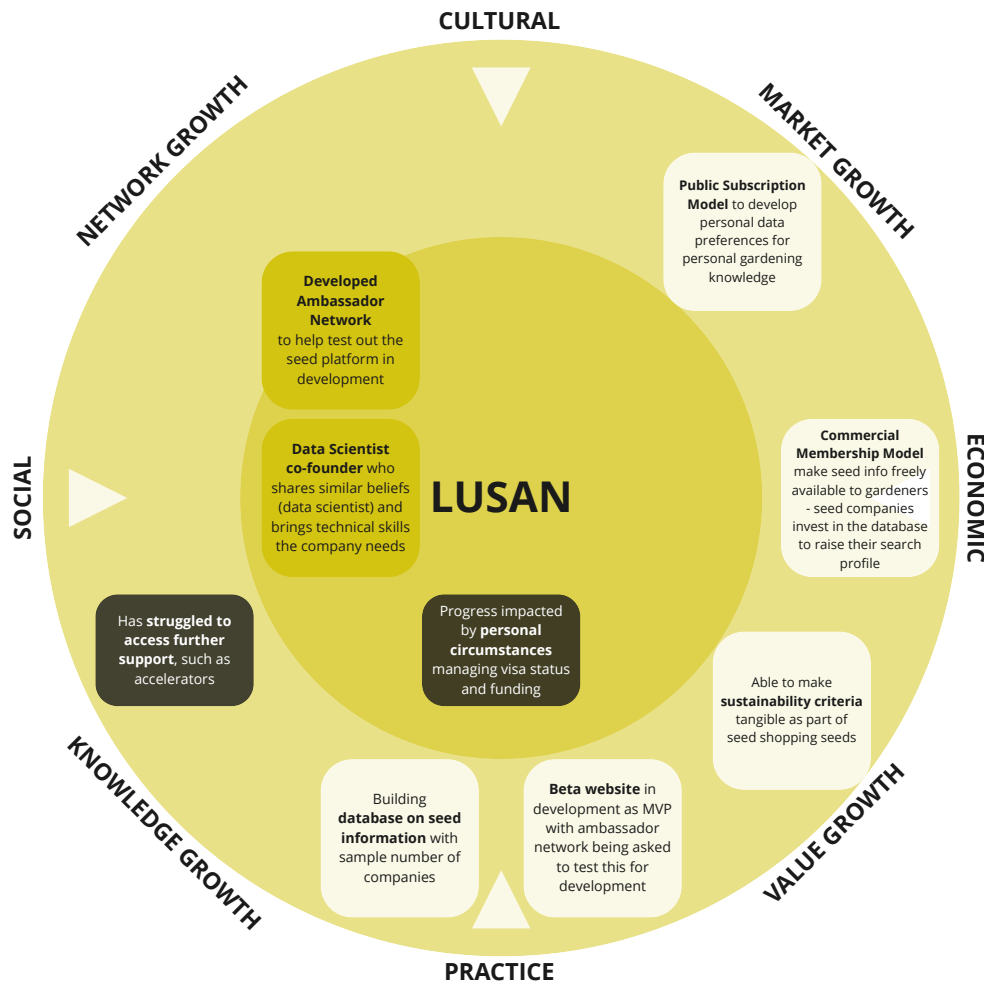 CULTURAL
NETWORK GROWTH
MARKET GROWTH
Public Subscription
Model to develop
personal data
preferences for
personal gardening
knowledge
Developed
Ambassador
Network
to help test out the
seed platform in
development
SOCIAL
Data Scientist
co-founder who
shares similar beliefs
(data scientist) and
brings technical skills
the company needs
LUSAN
Commercial
Membership Model
make seed info freely
available to gardeners
- seed companies
invest in the database
to raise their search
profile
ECONOMIC
Has struggled to
access further
support, such as
accelerators
Progress impacted
by personal
circumstances
managing visa status
and funding
Able to make
sustainability criteria
tangible as part of
seed shopping seeds
KNOWLEDGE GROWTH
Building
database on seed
information with
sample number of
companies
Beta website in
development as MVP
with ambassador
network being asked
to test this for
development
VALUE GROWTH
PRACTICE